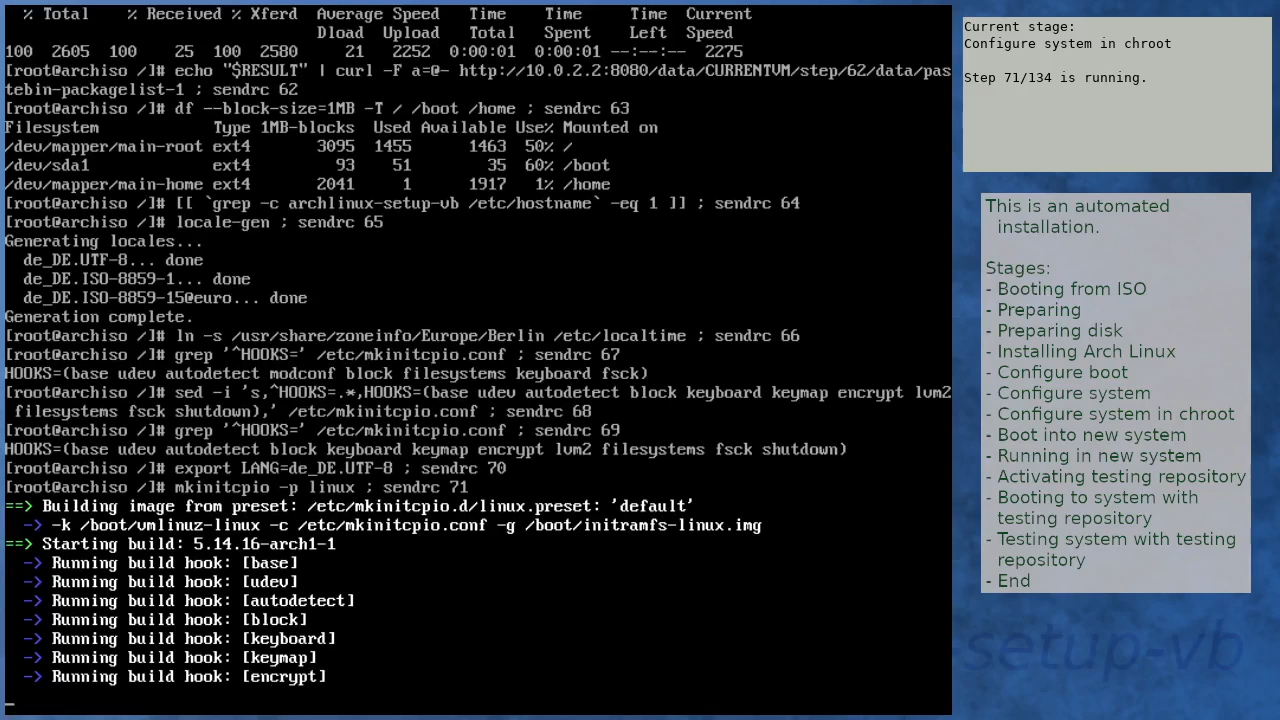 % Total    % Received % Xferd  Average Speed   Time    Time     Time  Current
                                 Dload  Upload   Total   Spent    Left  Speed
100  2605  100    25  100  2580     21   2252  0:00:01  0:00:01 --:--:--  2275
[root@archiso /]# echo "$RESULT" | curl -F a=@- http://10.0.2.2:8080/data/CURRENTVM/step/62/data/pas
tebin-packagelist-1 ; sendrc 62
[root@archiso /]# df --block-size=1MB -T / /boot /home ; sendrc 63
Filesystem            Type 1MB-blocks  Used Available Use% Mounted on
/dev/mapper/main-root ext4       3095  1455      1463  50% /
/dev/sda1             ext4         93    51        35  60% /boot
/dev/mapper/main-home ext4       2041     1      1917   1% /home
[root@archiso /]# [[ `grep -c archlinux-setup-vb /etc/hostname` -eq 1 ]] ; sendrc 64
[root@archiso /]# locale-gen ; sendrc 65
Generating locales...
  de_DE.UTF-8... done
  de_DE.ISO-8859-1... done
  de_DE.ISO-8859-15@euro... done
Generation complete.
[root@archiso /]# ln -s /usr/share/zoneinfo/Europe/Berlin /etc/localtime ; sendrc 66
[root@archiso /]# grep '^HOOKS=' /etc/mkinitcpio.conf ; sendrc 67
HOOKS=(base udev autodetect modconf block filesystems keyboard fsck)
[root@archiso /]# sed -i 's,^HOOKS=.*,HOOKS=(base udev autodetect block keyboard keymap encrypt lvm2
 filesystems fsck shutdown),' /etc/mkinitcpio.conf ; sendrc 68
[root@archiso /]# grep '^HOOKS=' /etc/mkinitcpio.conf ; sendrc 69
HOOKS=(base udev autodetect block keyboard keymap encrypt lvm2 filesystems fsck shutdown)
[root@archiso /]# export LANG=de_DE.UTF-8 ; sendrc 70
[root@archiso /]# mkinitcpio -p linux ; sendrc 71
==> Building image from preset: /etc/mkinitcpio.d/linux.preset: 'default'
  -> -k /boot/vmlinuz-linux -c /etc/mkinitcpio.conf -g /boot/initramfs-linux.img
==> Starting build: 5.14.16-arch1-1
  -> Running build hook: [base]
  -> Running build hook: [udev]
  -> Running build hook: [autodetect]
  -> Running build hook: [block]
  -> Running build hook: [keyboard]
  -> Running build hook: [keymap]
  -> Running build hook: [encrypt]
Current stage:
Configure system in chroot
Step 71/134 is running.
This is an automated
installation.
Stages:
- Booting from ISO
- Preparing
- Preparing disk
- Installing Arch Linux
- Configure boot
- Configure system
- Configure system in chroot
- Boot into new system
- Running in new system
- Activating testing repository
- Booting to system with
testing repository
- Testing system with testing
repository
- End
setup-vb